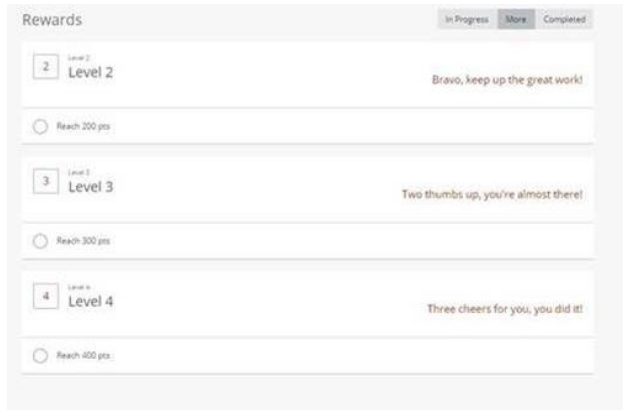 Rewards
In Progress More Completed
2
Level 2
Level 2
Bravo, keep up the great work!
Reach 200 pts
3
Level 3
Level 3
Two thumbs up, you're almost there!
Reach 300 pts
4
Level 4
Level 4
Three cheers for you, you did it!
Reach 400 pts